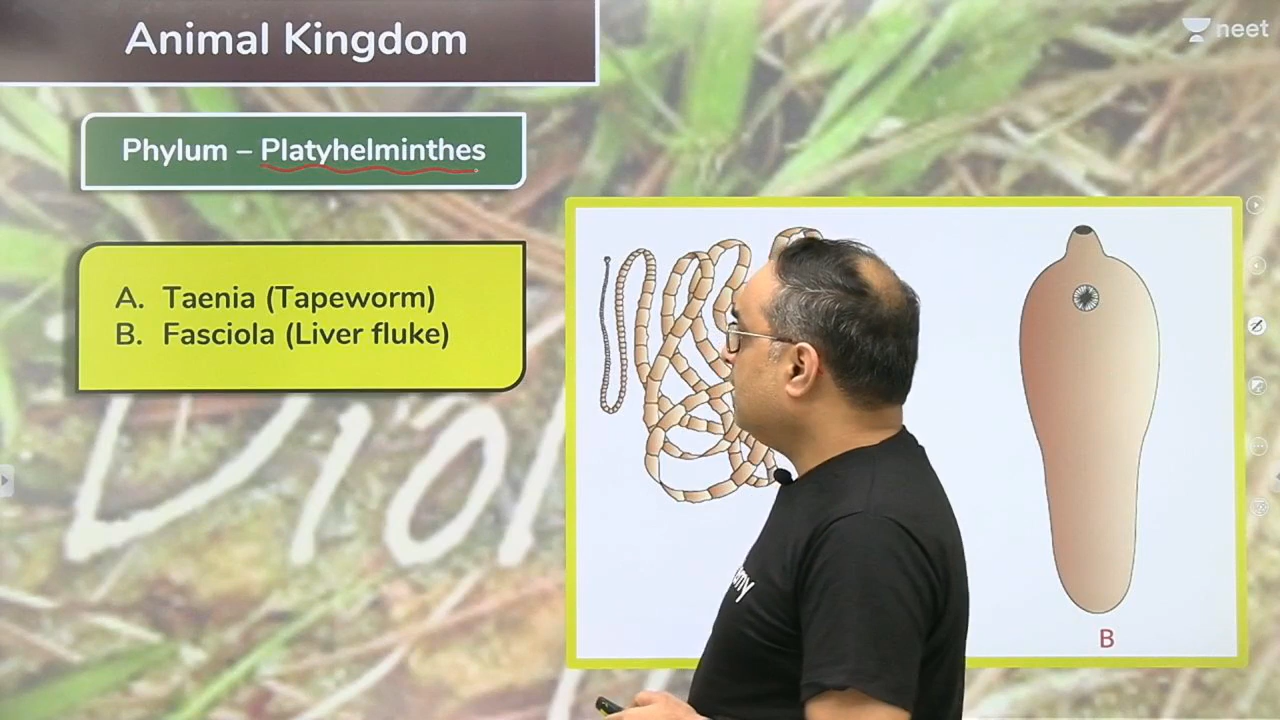 Animal Kingdom
neet
Phylum – Platyhelminthes
A. Taenia (Tapeworm)
B. Fasciola (Liver fluke)
B